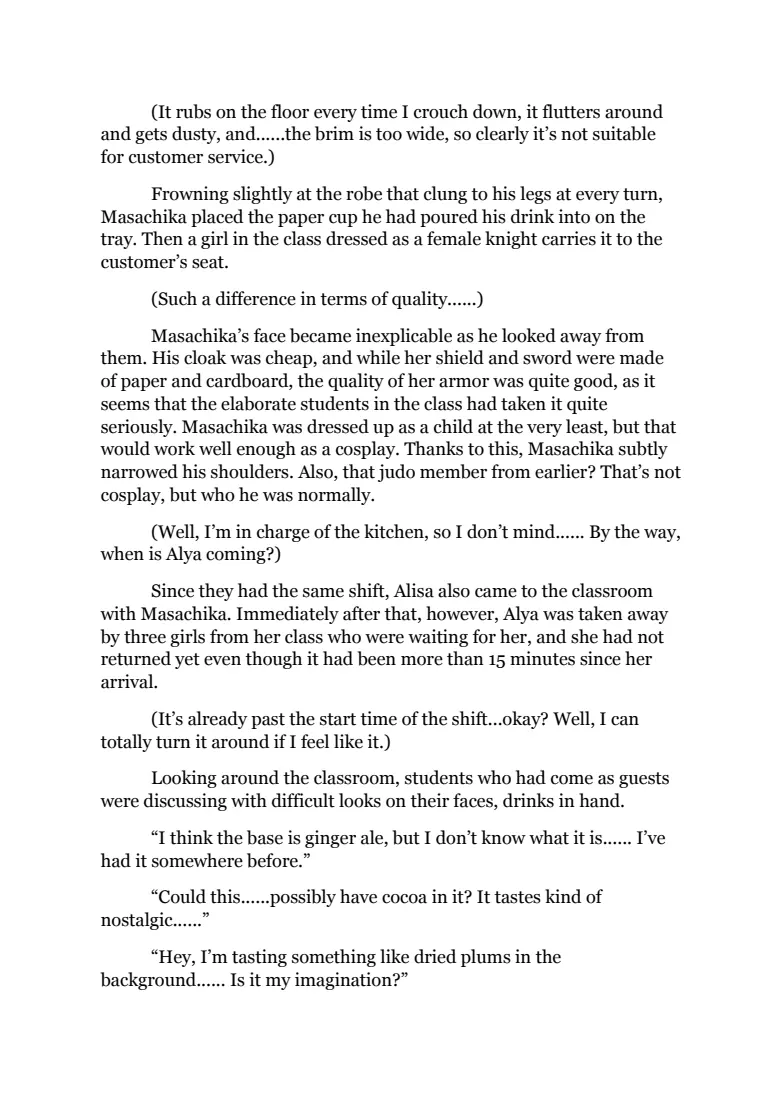 (It rubs on the floor every time I crouch down, it flutters around
and gets dusty, and......the brim is too wide, so clearly it’s not suitable
for customer service.)
Frowning slightly at the robe that clung to his legs at every turn,
Masachika placed the paper cup he had poured his drink into on the
tray. Then a girl in the class dressed as a female knight carries it to the
customer’s seat.
(Such a difference in terms of quality......)
Masachika’s face became inexplicable as he looked away from
them. His cloak was cheap, and while her shield and sword were made
of paper and cardboard, the quality of her armor was quite good, as it
seems that the elaborate students in the class had taken it quite
seriously. Masachika was dressed up as a child at the very least, but that
would work well enough as a cosplay. Thanks to this, Masachika subtly
narrowed his shoulders. Also, that judo member from earlier? That’s not
cosplay, but who he was normally.
(Well, I’m in charge of the kitchen, so I don’t mind...... By the way,
when is Alya coming?)
Since they had the same shift, Alisa also came to the classroom
with Masachika. Immediately after that, however, Alya was taken away
by three girls from her class who were waiting for her, and she had not
returned yet even though it had been more than 15 minutes since her
arrival.
(It’s already past the start time of the shift...okay? Well, I can
totally turn it around if I feel like it.)
Looking around the classroom, students who had come as guests
were discussing with difficult looks on their faces, drinks in hand.
“I think the base is ginger ale, but I don’t know what it is...... I’ve
had it somewhere before.”
“Could this......possibly have cocoa in it? It tastes kind of
nostalgic......”
“Hey, I’m tasting something like dried plums in the
background...... Is it my imagination?”